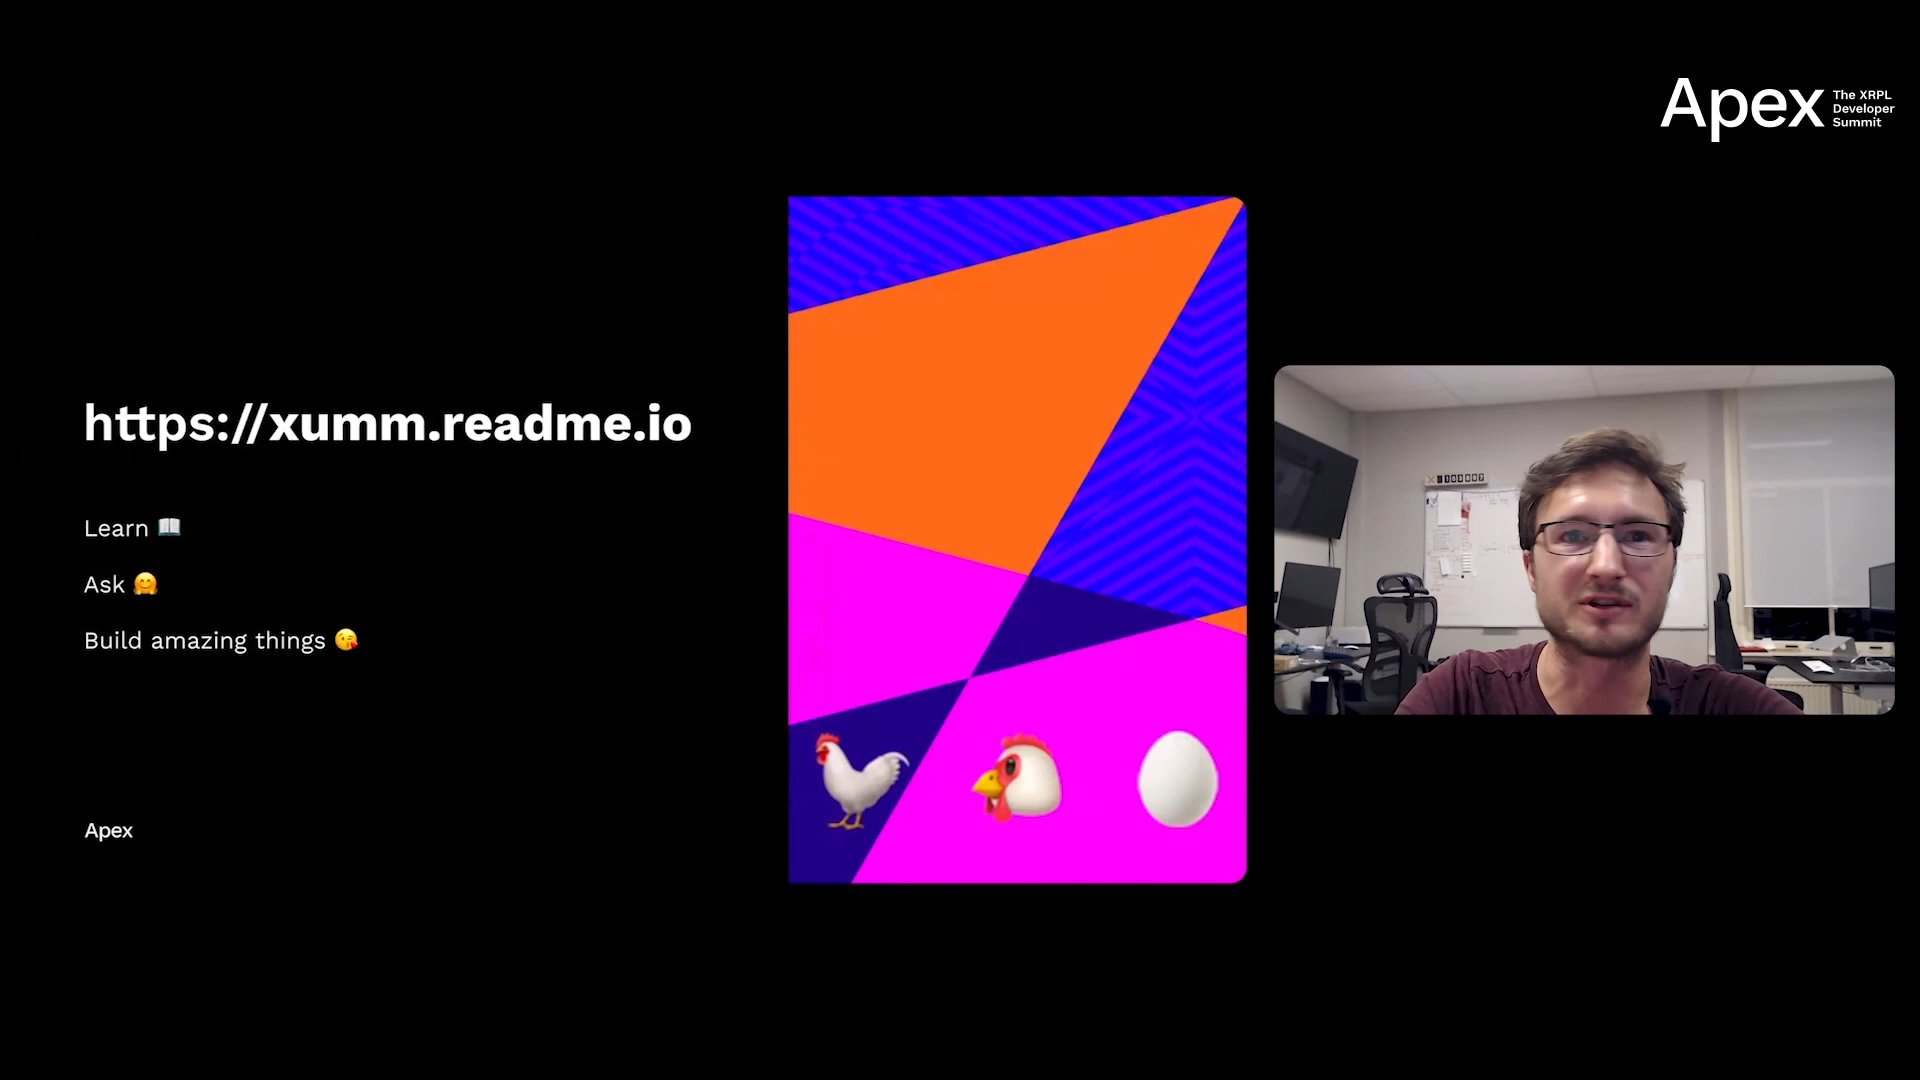 Apex
The XRPL
Developer
Summit
https://xumm.readme.io
Learn
Ask
Build amazing things
Apex